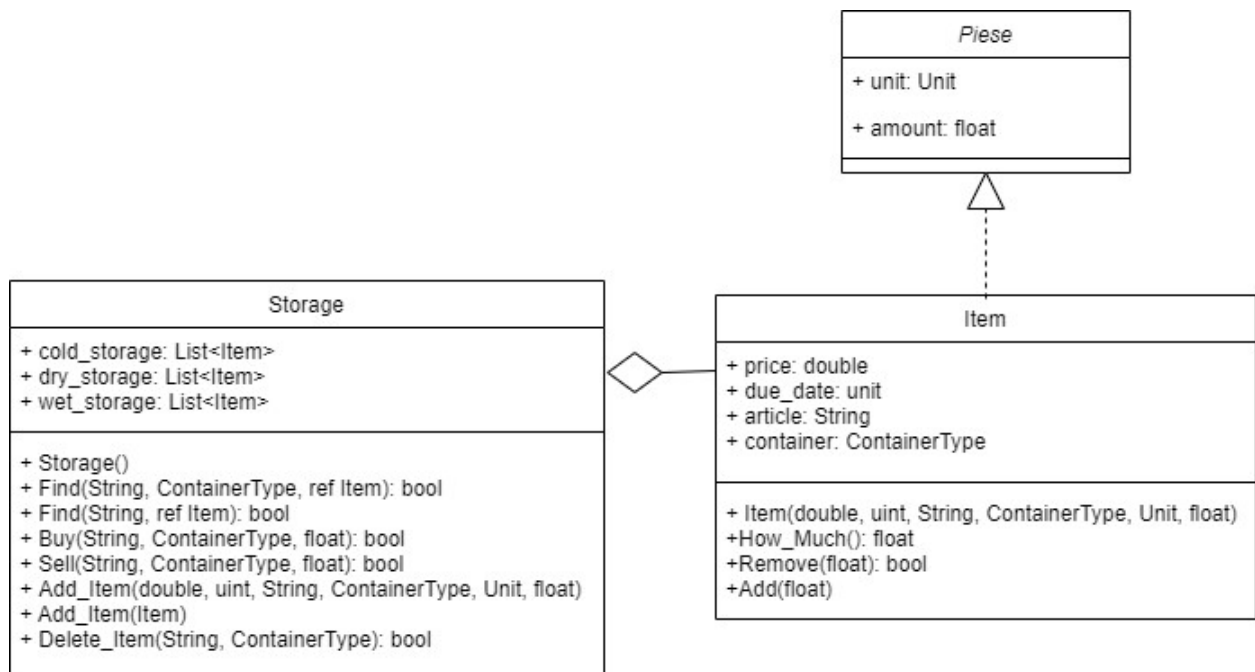 Piese
+ unit: Unit
+ amount: float
Storage
+ cold_storage: List<Item>
+ dry_storage: List<Item>
+ wet_storage: List<Item>
+ Storage()
+ Find(String, ContainerType, ref Item): bool
+ Find(String, ref Item): bool
+ Buy(String, ContainerType, float): bool
+ Sell(String, ContainerType, float): bool
+ Add_Item(double, uint, String, ContainerType, Unit, float)
+ Add_Item(Item)
+ Delete_Item(String, ContainerType): bool
Item
+ price: double
+ due_date: unit
+ article: String
+ container: ContainerType
+ Item(double, uint, String, ContainerType, Unit, float)
+How_Much(): float
+Remove(float): bool
+Add(float)